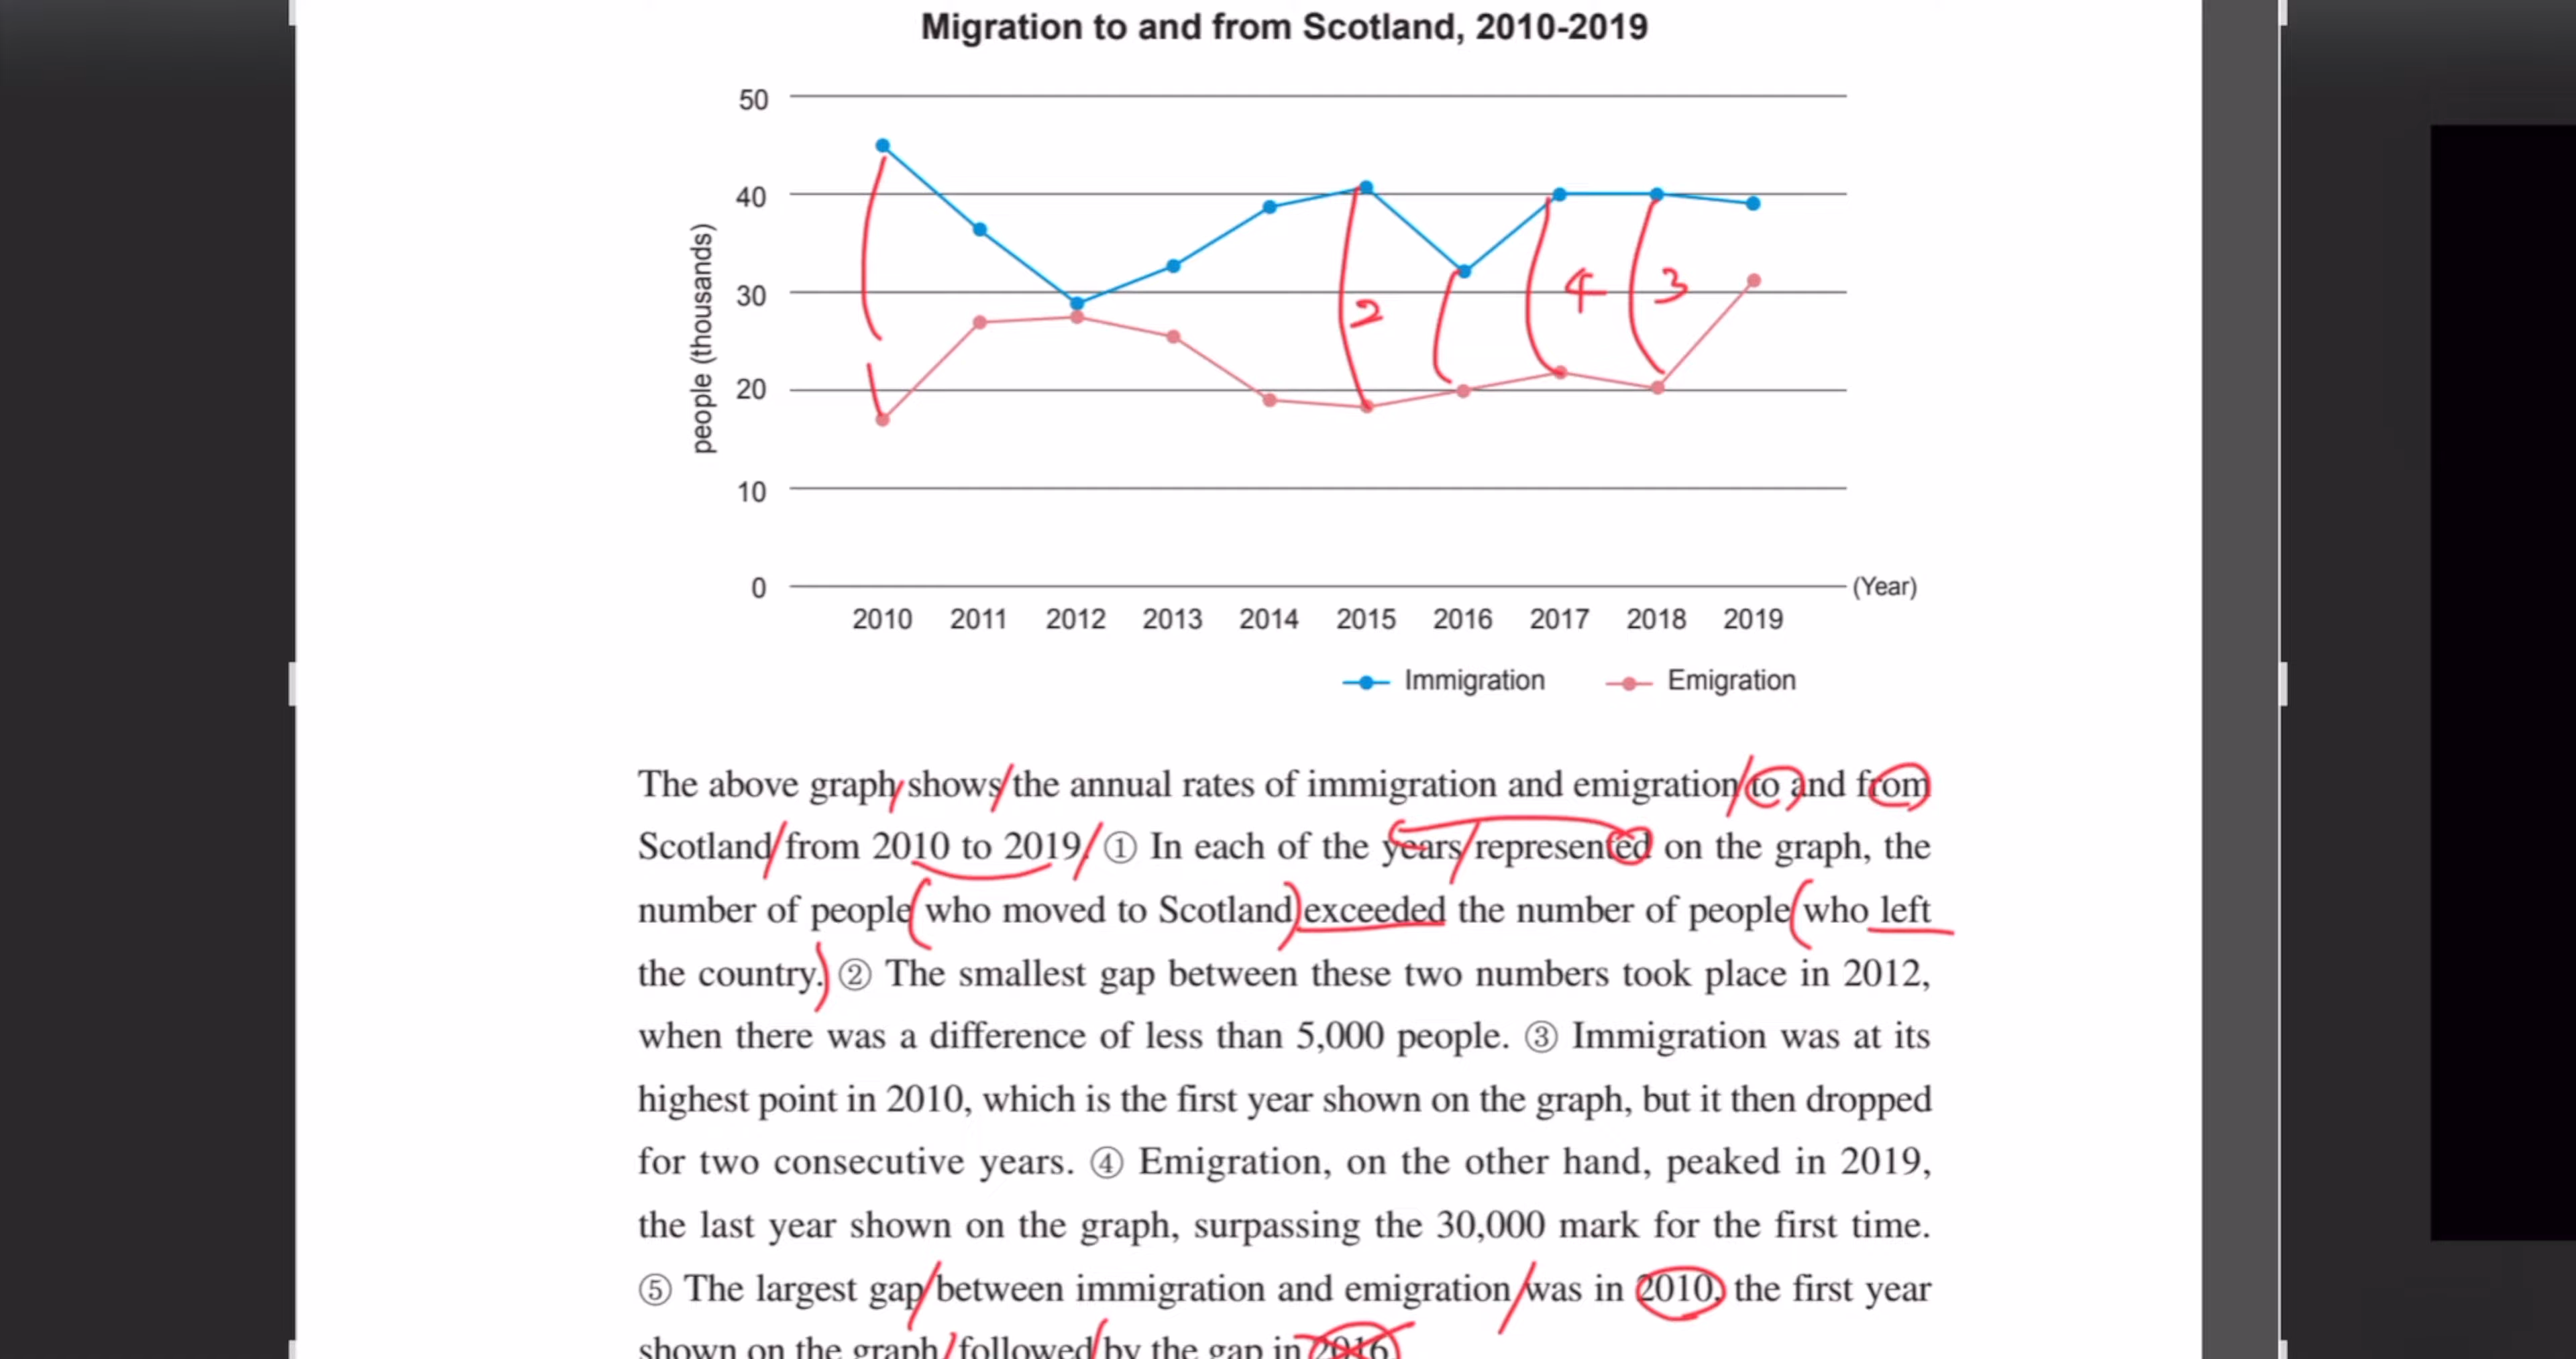 Migration to and from Scotland, 2010-2019
50
40
30
20
10
0
people (thousands)
2
4
3
(Year)
2010 2011 2012 2013 2014 2015 2016 2017 2018 2019
Immigration Emigration
The above graph shows the annual rates of immigration and emigration to and from
Scotland from 2010 to 2019. ① In each of the years represented on the graph, the
number of people who moved to Scotland exceeded the number of people who left
the country. ② The smallest gap between these two numbers took place in 2012,
when there was a difference of less than 5,000 people. ③ Immigration was at its
highest point in 2010, which is the first year shown on the graph, but it then dropped
for two consecutive years. ④ Emigration, on the other hand, peaked in 2019,
the last year shown on the graph, surpassing the 30,000 mark for the first time.
⑤ The largest gap between immigration and emigration was in 2010, the first year
shown on the graph, followed by the gap in 2016.